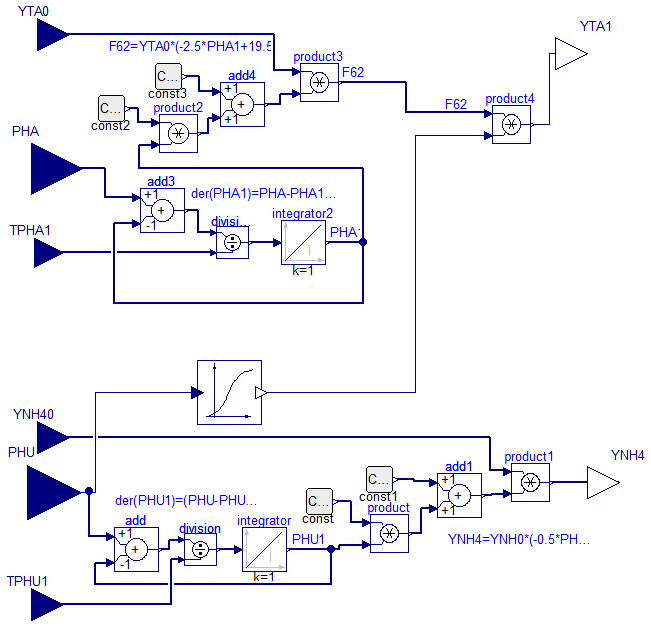 YTA0
YTA1
F62=YTA0*(-2.5*PHA1+19.5
product3
F62
add4
C...
const3
+1
+1
C...
const2
product2
F62
product4
PHA
add3
+1
-1
der(PHA1)=PHA-PHA1...
divisi...
integrator2
PHA
k=1
TPHA1
YNH40
PHU
product1
YNH4
add1
+1
+1
C...
const1
C...
const
product
der(PHU1)=(PHU-PHU...
add
+1
-1
division
integrator
PHU1
k=1
YNH4=YNH0*(-0.5*PH...
TPHU1